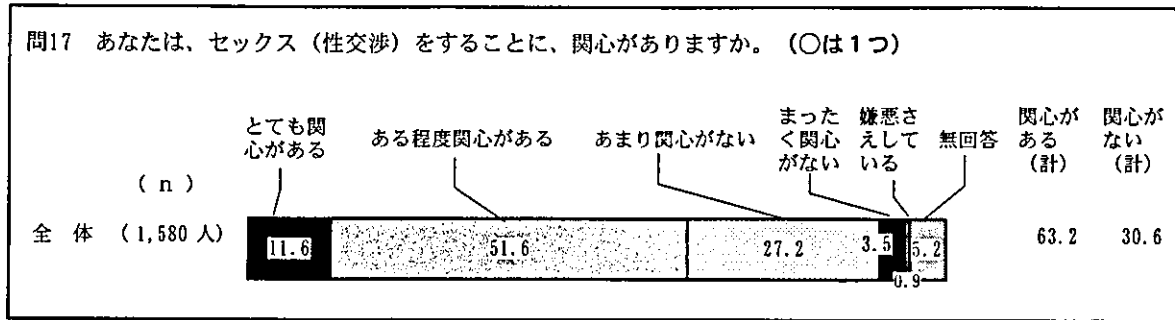 問17 あなたは、セックス(性交渉)をすることに、関心がありますか。(〇は1つ)
とても関
心がある
ある程度関心がある
あまり関心がない
まった
く関心
がない
嫌悪さ
えして
いる
無回答
関心が
ある
(計)
関心が
ない
(計)
(n)
全 体 (1,580人) 11.6 51.6 27.2 3.5 0.9 5.2 63.2 30.6